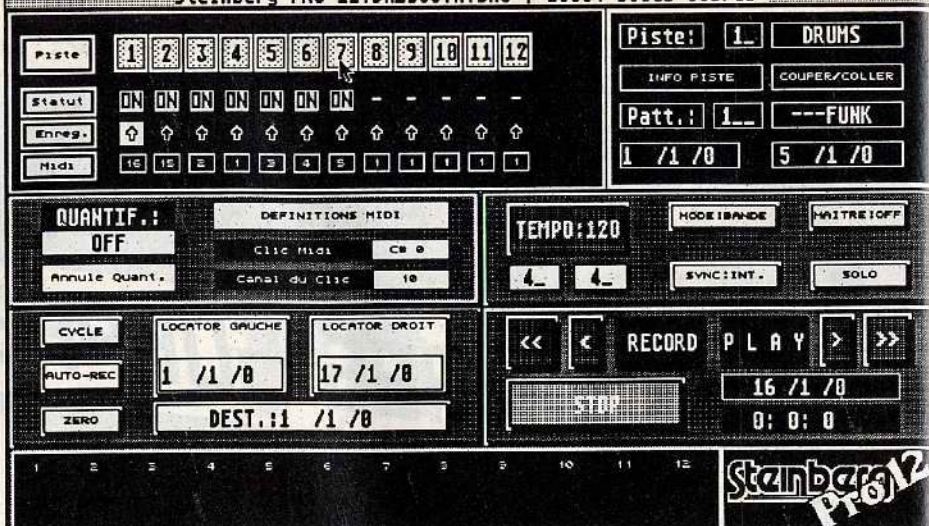 Piste 1 2 3 4 5 6 7 8 9 10 11 12
Statut ON ON ON ON ON ON ON - - - - -
Enreg.
Midi 16 15 2 1 3 4 5 1 1 1 1 1
Piste: 1_ DRUMS
INFO PISTE COUPER/COLLER
Patt.: 1__ ---FUNK
1 /1 /0 5 /1 /0
QUANTIF.:
OFF
Annule Quant.
DEFINITIONS MIDI
Clic Midi C# 0
Canal du Clic 10
TEMPO:120
4_ 4_
MODE:BANDE MAITRE:OFF
SYNC:INT. SOLO
CYCLE
AUTO-REC
ZERO
LOCATOR GAUCHE LOCATOR DROIT
1 /1 /0 17 /1 /0
DEST.:1 /1 /0
<< < RECORD PLAY > >>
STOP
16 /1 /0
0: 0: 0
1 2 3 4 5 6 7 8 9 10 11 12
Steinberg
Pro12